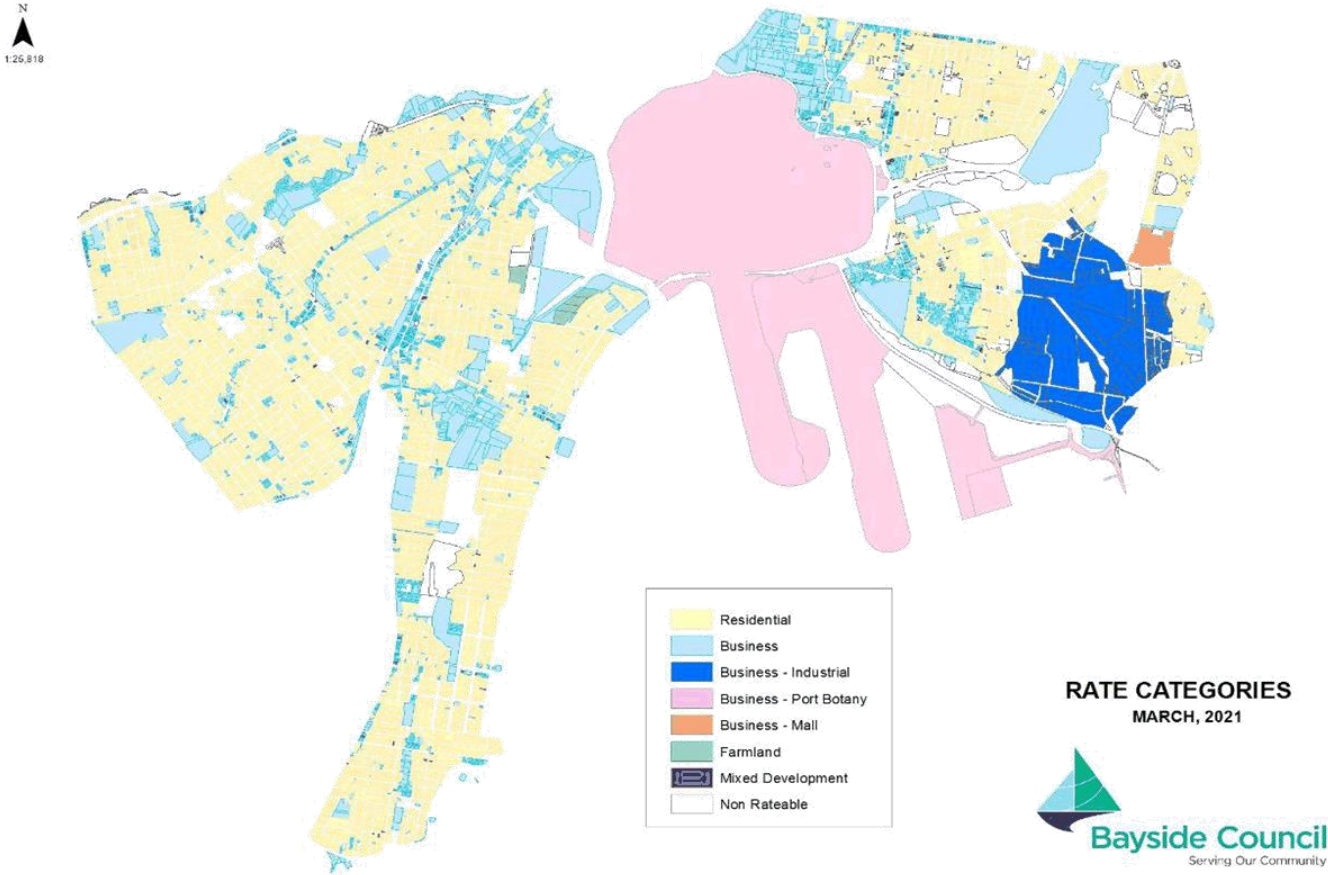 N
1:25,818
Residential
Business
Business - Industrial
Business - Port Botany
Business - Mall
Farmland
Mixed Development
Non Rateable
RATE CATEGORIES
MARCH, 2021
Bayside Council
Serving Our Community